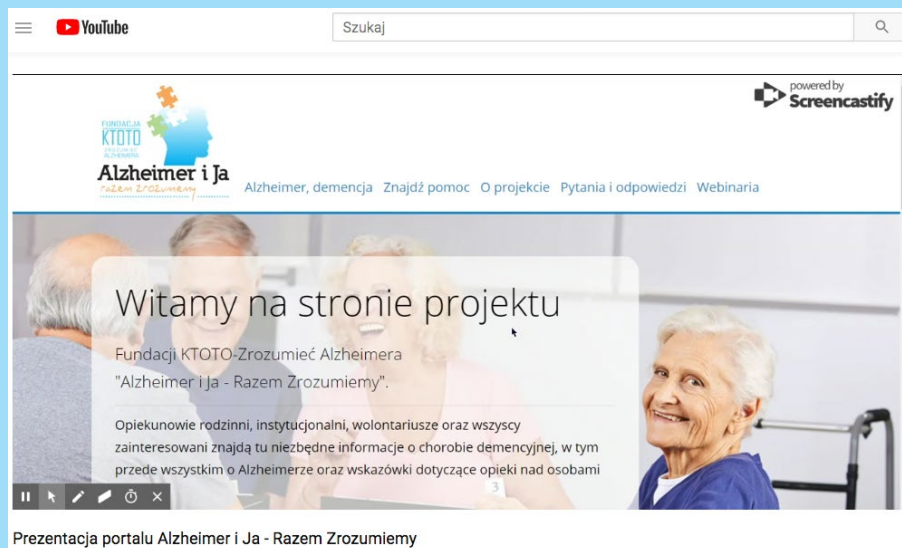 YouTube
Szukaj
powered by
Screencastify
FUNDACJA
KTOTO
ZROZUMIEĆ
ALZHEIMERA
Alzheimer i Ja
razem zrozumiemy
Alzheimer, demencja Znajdź pomoc O projekcie Pytania i odpowiedzi Webinaria
Witamy na stronie projektu
Fundacji KTOTO-Zrozumieć Alzheimera
"Alzheimer i Ja - Razem Zrozumiemy".
Opiekunowie rodzinni, instytucjonalni, wolontariusze oraz wszyscy
zainteresowani znajdą tu niezbędne informacje o chorobie demencyjnej, w tym
przede wszystkim o Alzheimerze oraz wskazówki dotyczące opieki nad osobami
3
Prezentacja portalu Alzheimer i Ja - Razem Zrozumiemy